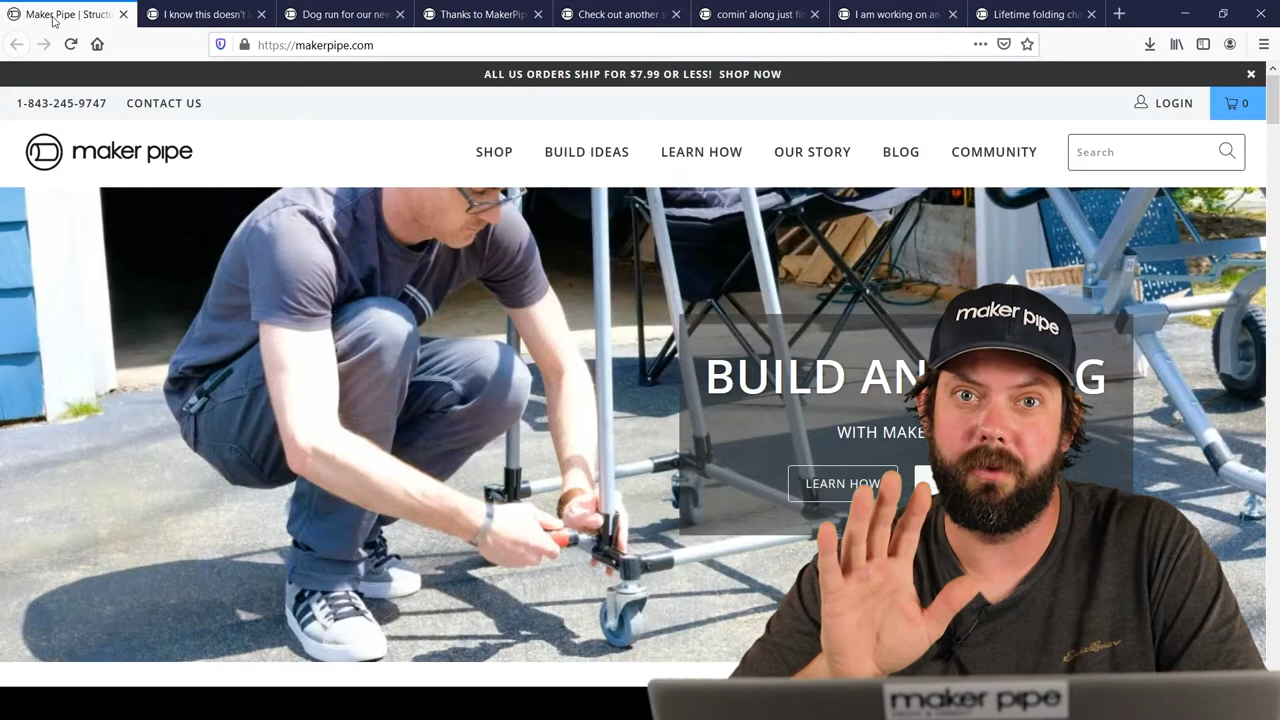 Maker Pipe | Structu
I know this doesn't
Dog run for our new
Thanks to MakerPip
Check out another s
comin' along just fi
I am working on an
Lifetime folding cha
https://makerpipe.com
ALL US ORDERS SHIP FOR $7.99 OR LESS! SHOP NOW
1-843-245-9747 CONTACT US
LOGIN
0
maker pipe
SHOP BUILD IDEAS LEARN HOW OUR STORY BLOG COMMUNITY
Search
BUILD AN G
WITH MAKE
LEARN HOW
maker pipe
maker pipe